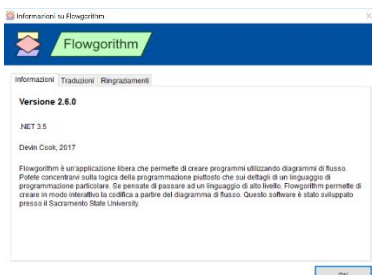 Informazioni su Flowgorithm
Flowgorithm
Informazioni Traduzioni Ringraziamenti
Versione 2.6.0
.NET 3.5
Devin Cook, 2017
Flowgorithm è un'applicazione libera che permette di creare programmi utilizzando diagrammi di flusso.
Potete concentrarvi sulla logica della programmazione piuttosto che sui dettagli di un linguaggio di
programmazione particolare. Se pensate di passare ad un linguaggio di alto livello, Flowgorithm permette di
creare in modo interattivo la codifica a partire del diagramma di flusso. Questo software è stato sviluppato
presso il Sacramento State University.
OK